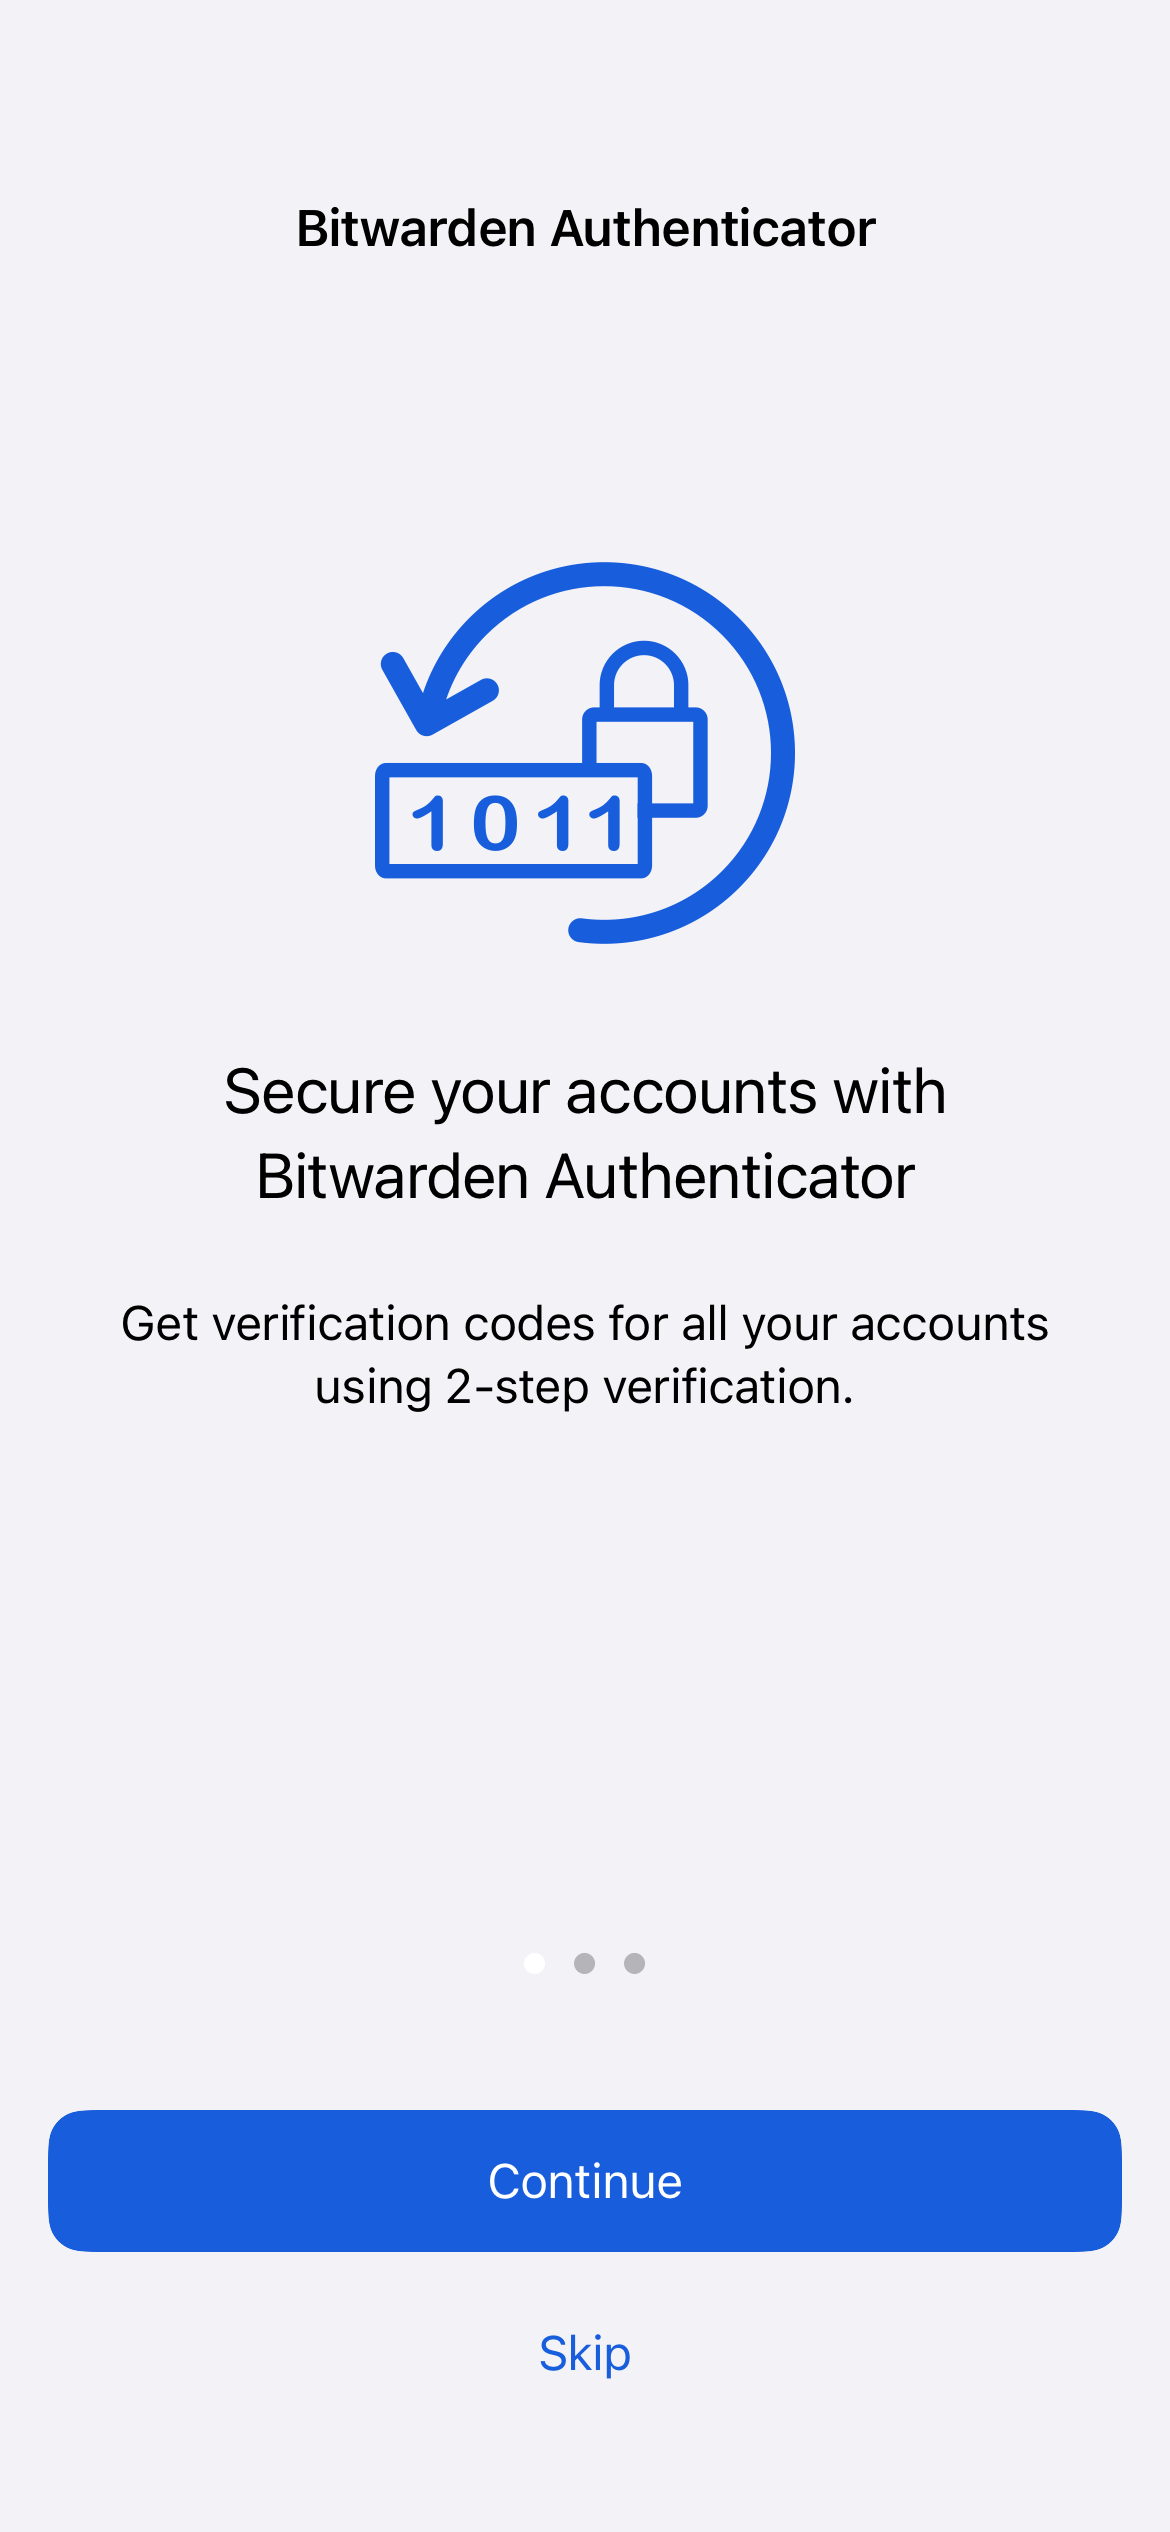 Bitwarden Authenticator
1011
Secure your accounts with
Bitwarden Authenticator
Get verification codes for all your accounts
using 2-step verification.
Continue
Skip